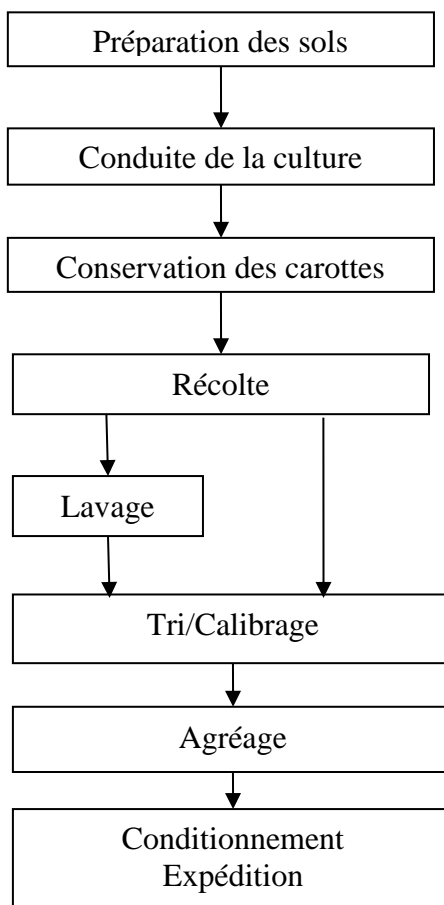 Préparation des sols
Conduite de la culture
Conservation des carottes
Récolte
Lavage
Tri/Calibrage
Agréage
Conditionnement
Expédition